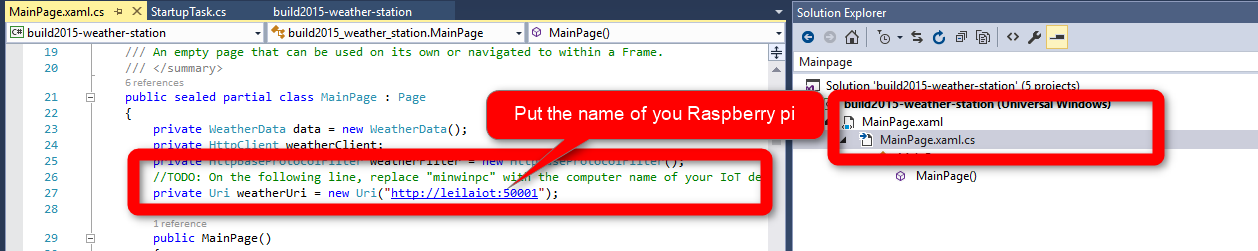 MainPage.xaml.cs StartupTask.cs build2015-weather-station
build2015-weather-station build2015_weather_station.MainPage MainPage()
19 /// An empty page that can be used on its own or navigated to within a Frame.
20 /// </summary>
6 references
21 public sealed partial class MainPage : Page
22 {
23 private WeatherData data = new WeatherData();
24 private HttpClient weatherClient;
25 private HttpBaseProtocolFilter weatherFilter = new HttpBaseProtocolFilter();
26 //TODO: On the following line, replace "minwinpc" with the computer name of your IoT de
27 private Uri weatherUri = new Uri("http://leilaiot:50001");
28
1 reference
29 public MainPage()
Put the name of you Raspberry pi
Solution Explorer
Mainpage
Solution 'build2015-weather-station' (5 projects)
build2015-weather-station (Universal Windows)
MainPage.xaml
MainPage.xaml.cs
MainPage()